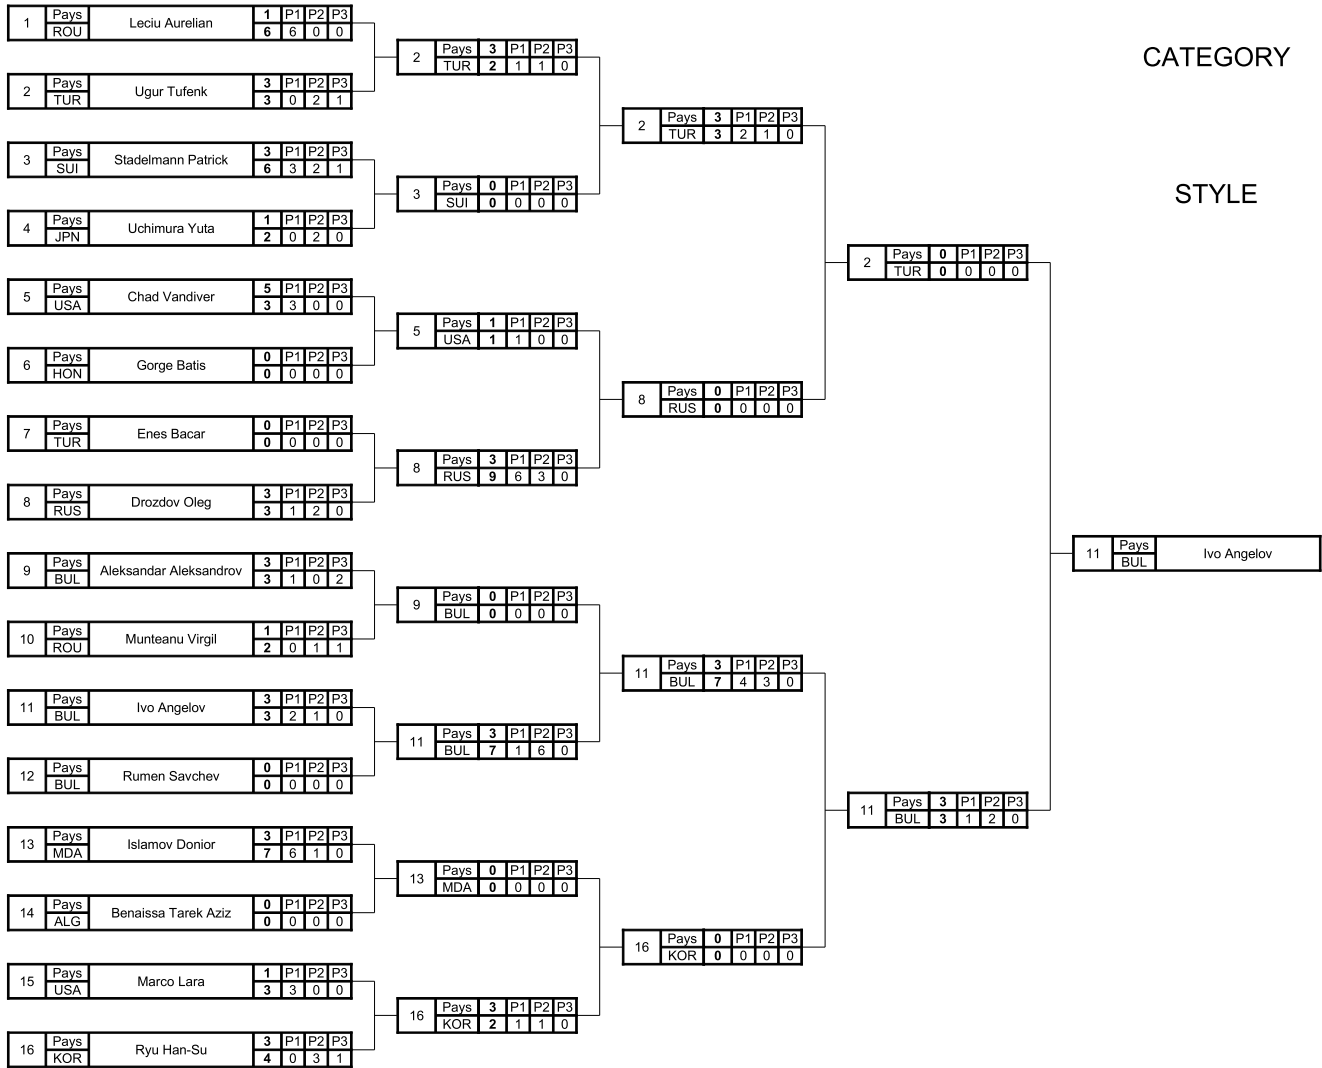 1 Pays Leciu Aurelian 1 P1 P2 P3
ROU 6 6 0 0
2 Pays Ugur Tufenk 3 P1 P2 P3
TUR 3 0 2 1
3 Pays Stadelmann Patrick 3 P1 P2 P3
SUI 6 3 2 1
4 Pays Uchimura Yuta 1 P1 P2 P3
JPN 2 0 2 0
5 Pays Chad Vandiver 5 P1 P2 P3
USA 3 3 0 0
6 Pays Gorge Batis 0 P1 P2 P3
HON 0 0 0 0
7 Pays Enes Bacar 0 P1 P2 P3
TUR 0 0 0 0
8 Pays Drozdov Oleg 3 P1 P2 P3
RUS 3 1 2 0
9 Pays Aleksandar Aleksandrov 3 P1 P2 P3
BUL 3 1 0 2
10 Pays Munteanu Virgil 1 P1 P2 P3
ROU 2 0 1 1
11 Pays Ivo Angelov 3 P1 P2 P3
BUL 3 2 1 0
12 Pays Rumen Savchev 0 P1 P2 P3
BUL 0 0 0 0
13 Pays Islamov Donior 3 P1 P2 P3
MDA 7 6 1 0
14 Pays Benaissa Tarek Aziz 0 P1 P2 P3
ALG 0 0 0 0
15 Pays Marco Lara 1 P1 P2 P3
USA 3 3 0 0
16 Pays Ryu Han-Su 3 P1 P2 P3
KOR 4 0 3 1
2 Pays 3 P1 P2 P3
TUR 2 1 1 0
3 Pays 0 P1 P2 P3
SUI 0 0 0 0
5 Pays 1 P1 P2 P3
USA 1 1 0 0
8 Pays 3 P1 P2 P3
RUS 9 6 3 0
9 Pays 0 P1 P2 P3
BUL 0 0 0 0
11 Pays 3 P1 P2 P3
BUL 7 1 6 0
13 Pays 0 P1 P2 P3
MDA 0 0 0 0
16 Pays 3 P1 P2 P3
KOR 2 1 1 0
2 Pays 3 P1 P2 P3
TUR 3 2 1 0
8 Pays 0 P1 P2 P3
RUS 0 0 0 0
11 Pays 3 P1 P2 P3
BUL 7 4 3 0
16 Pays 0 P1 P2 P3
KOR 0 0 0 0
2 Pays 0 P1 P2 P3
TUR 0 0 0 0
11 Pays 3 P1 P2 P3
BUL 3 1 2 0
CATEGORY
STYLE
11 Pays Ivo Angelov
BUL